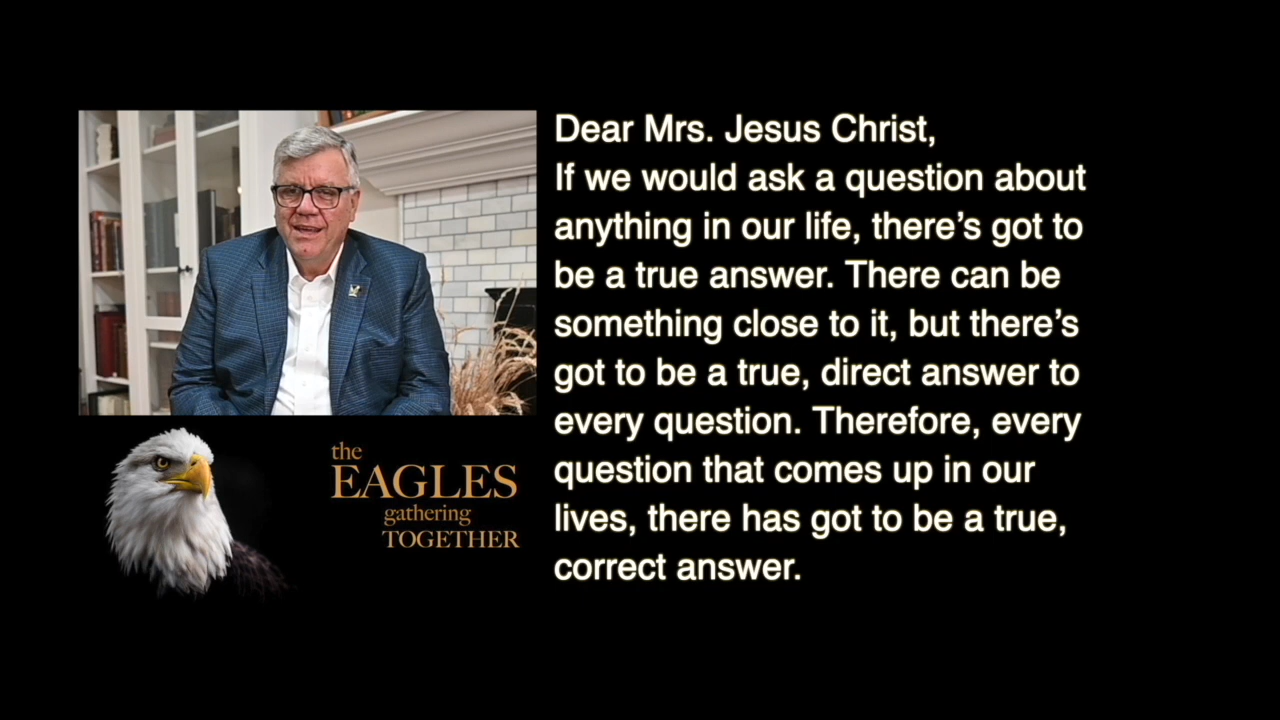 Dear Mrs. Jesus Christ,
If we would ask a question about
anything in our life, there’s got to
be a true answer. There can be
something close to it, but there’s
got to be a true, direct answer to
every question. Therefore, every
question that comes up in our
lives, there has got to be a true,
correct answer.
the
EAGLES
gathering
TOGETHER